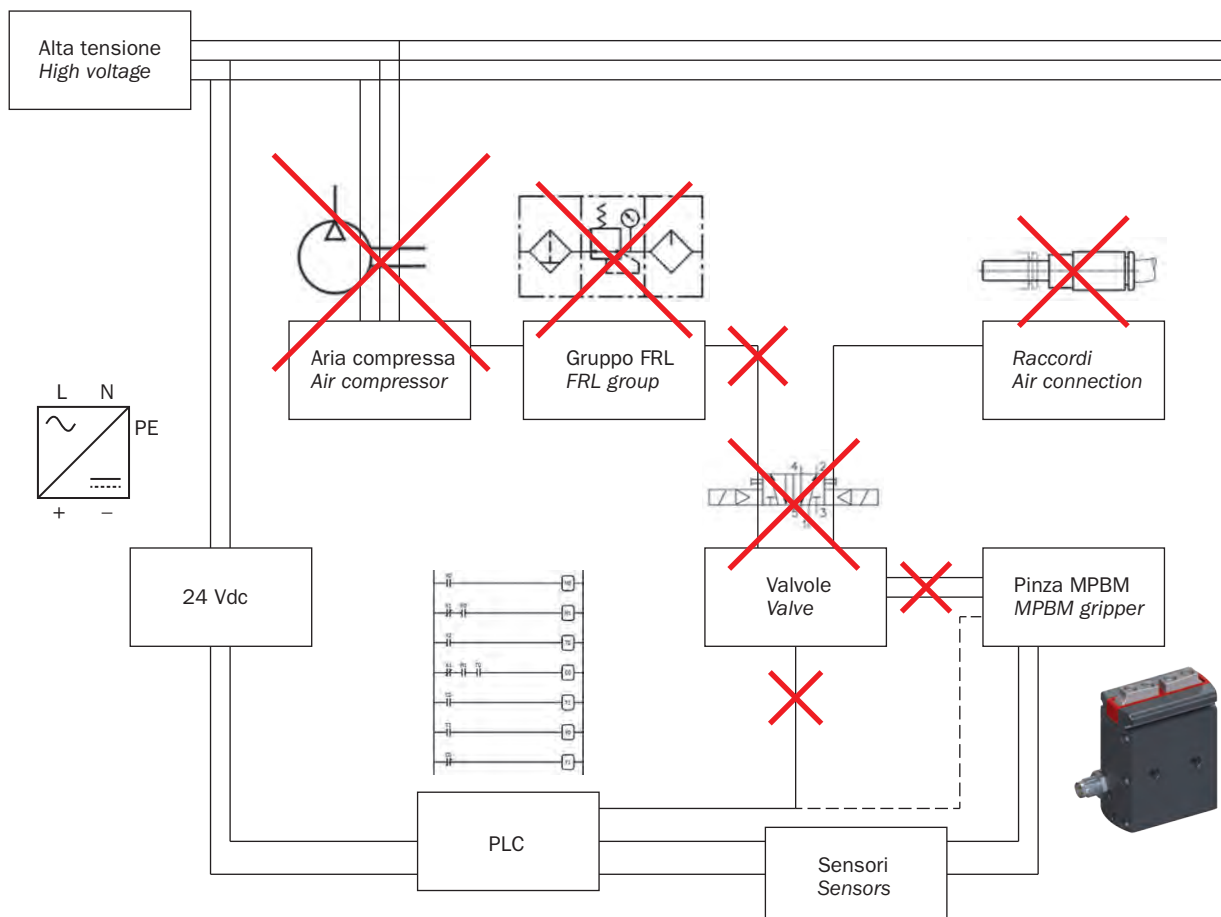 Alta tensione
High voltage
Aria compressa
Air compressor
Gruppo FRL
FRL group
Raccordi
Air connection
L N
PE
+ −
4 2
5 3
1
24 Vdc
Valvole
Valve
Pinza MPBM
MPBM gripper
PLC
Sensori
Sensors